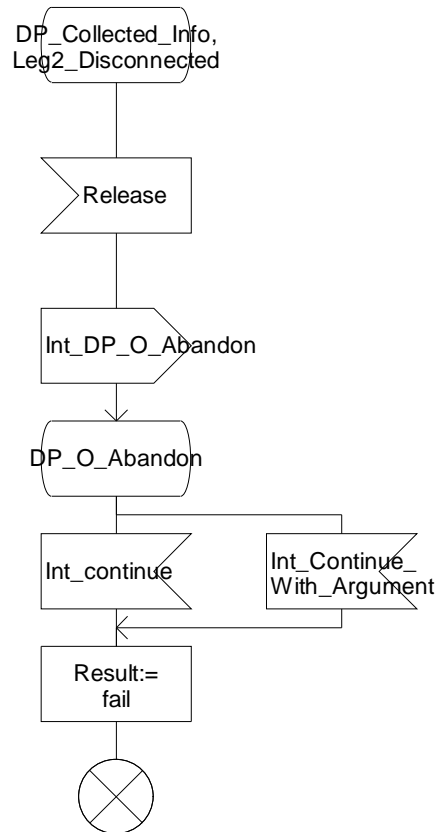 DP_Collected_Info,
Leg2_Disconnected
Release
Int_DP_O_Abandon
DP_O_Abandon
Int_continue
Int_Continue_
With_Argument
Result:=
fail